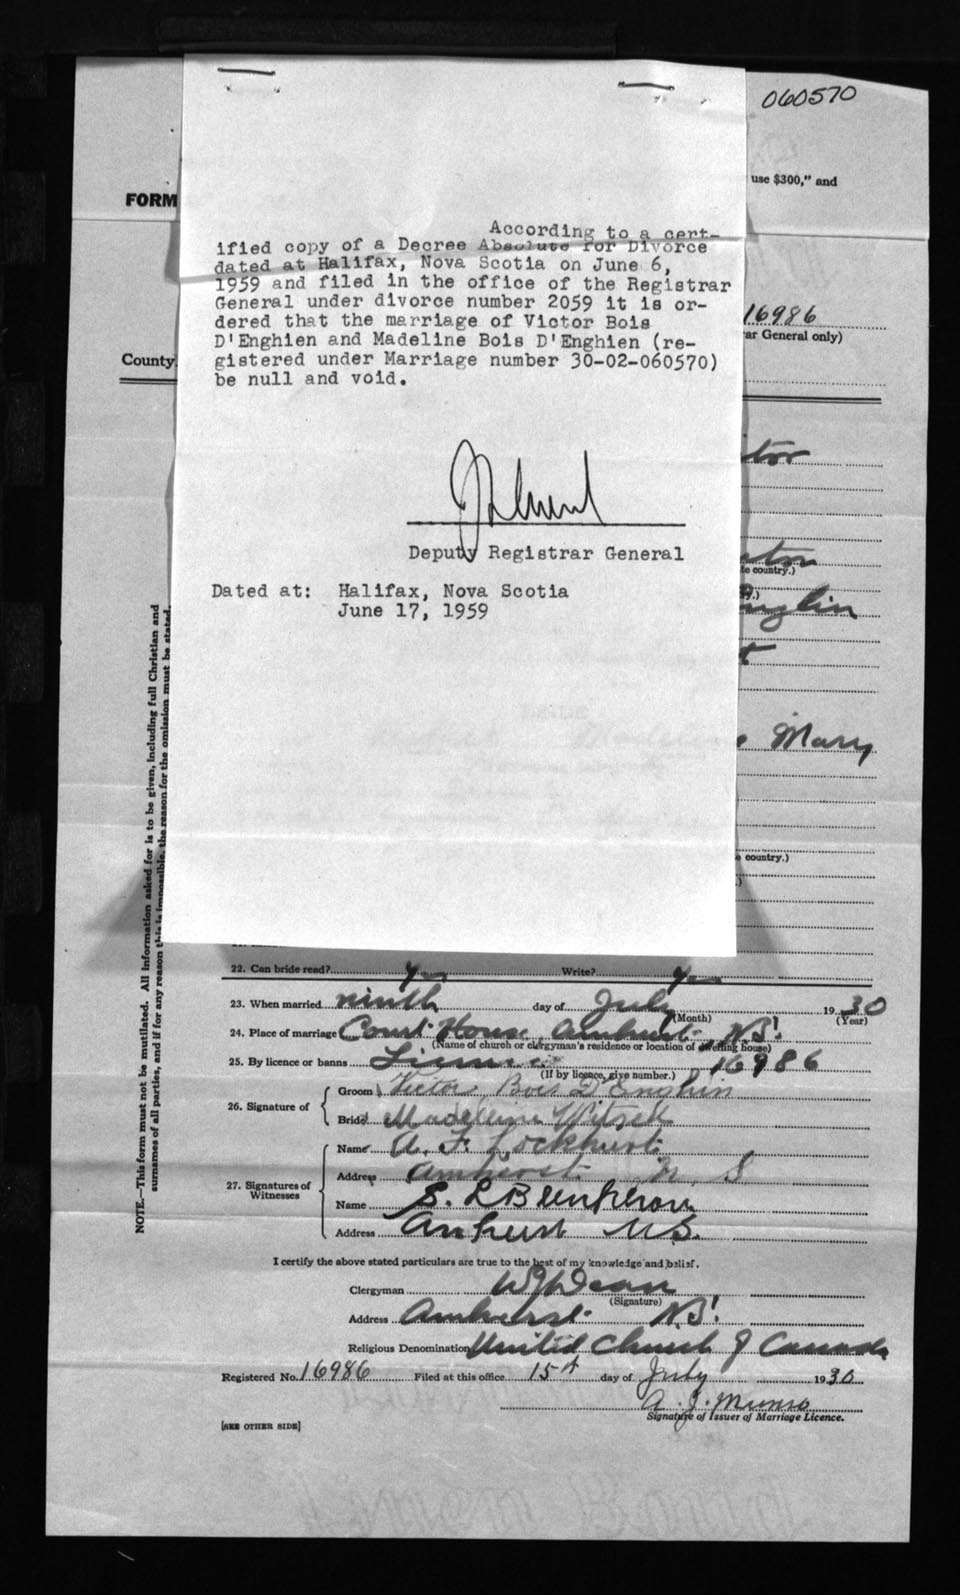 060570
use $300," and
FORM
According to a cert-
ified copy of a Decree Absolute for Divorce
dated at Halifax, Nova Scotia on June 6,
1959 and filed in the office of the Registrar
General under divorce number 2059 it is or-
dered that the marriage of Victor Bois
D'Enghien and Madeline Bois D'Enghien (re-
gistered under Marriage number 30-02-060570)
be null and void.
16986
ar General only)
County
Deputy Registrar General
Dated at: Halifax, Nova Scotia
June 17, 1959
country.)
Mary
country.)
NOTE.—This form must not be mutilated. All information asked for is to be given, including full Christian and
surnames of all parties, and if for any reason this is impossible, the reason for the omission must be stated.
22. Can bride read? Yes Write? Yes
23. When married ninth day of July 1930
(Month) (Year)
24. Place of marriage Court House Amherst N.S.
(Name of church or clergyman's residence or location of dwelling house)
25. By licence or banns License 16986
(If by licence, give number.)
26. Signature of Groom Victor Bois D'Enghin
Bride Madeline
27. Signatures of Witnesses
Name A. F. Lockhurt
Address Amherst N. S
Name S. L.
Address Amherst N.S.
I certify the above stated particulars are true to the best of my knowledge and belief.
Clergyman
(Signature)
Address Amherst N.S.
Religious Denomination United Church of Canada
Registered No. 16986 Filed at this office 15th day of July 1930
A. J. Munro
Signature of Issuer of Marriage Licence.
[SEE OTHER SIDE]